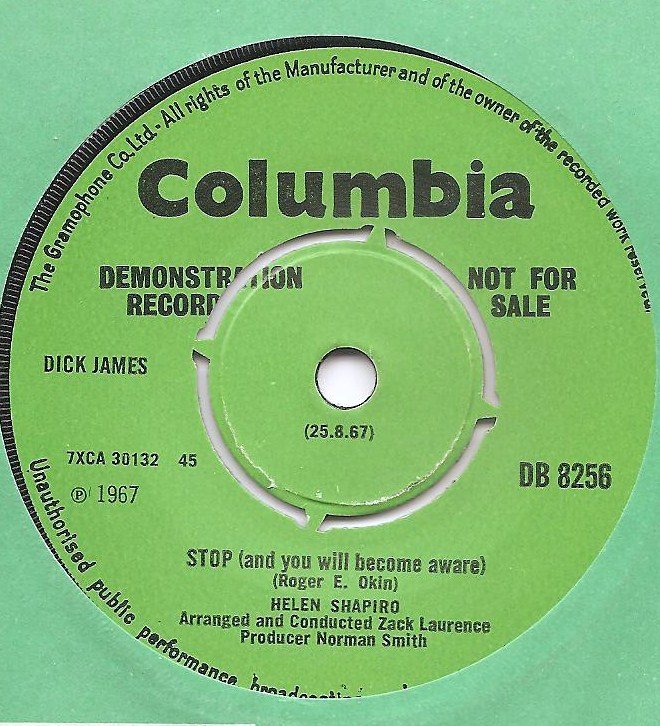 The Gramophone Co. Ltd. - All rights of the Manufacturer and of the owner of the recorded work reserved
Columbia
DEMONSTRATION
RECORD
NOT FOR
SALE
DICK JAMES
(25.8.67)
7XCA 30132 45
℗ 1967
DB 8256
STOP (and you will become aware)
(Roger E. Okin)
HELEN SHAPIRO
Arranged and Conducted Zack Laurence
Producer Norman Smith
Unauthorised public performance broadcasting